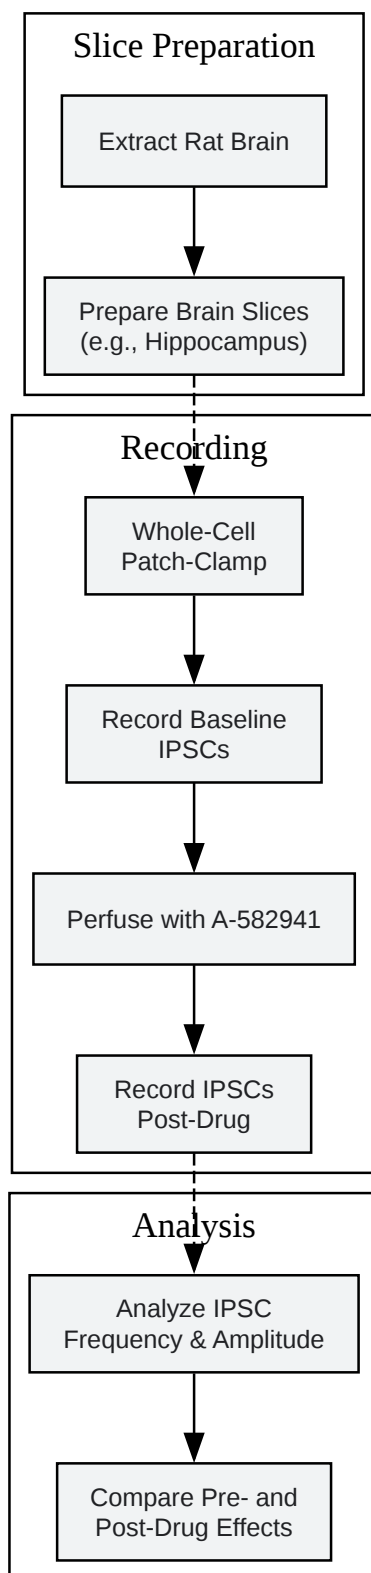 Slice Preparation
Extract Rat Brain
Prepare Brain Slices
(e.g., Hippocampus)
Recording
Whole-Cell
Patch-Clamp
Record Baseline
IPSCs
Perfuse with A-582941
Record IPSCs
Post-Drug
Analysis
Analyze IPSC
Frequency & Amplitude
Compare Pre- and
Post-Drug Effects